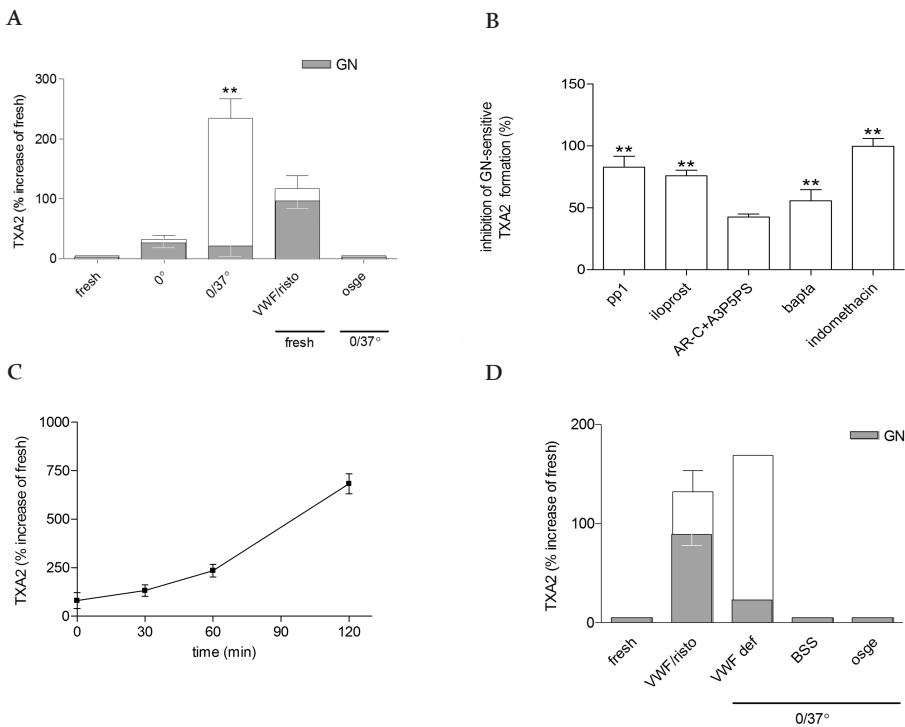 A
GN
TXA2 (% increase of fresh)
300
200
100
0
**
fresh
0°
0/37°
VWF/risto
osge
fresh
0/37°
B
inhibition of GN-sensitive
TXA2 formation (%)
150
100
50
0
**
**
**
**
pp1
iloprost
AR-C+A3P5PS
bapta
indomethacin
C
TXA2 (% increase of fresh)
1000
750
500
250
0
0
30
60
90
120
time (min)
D
GN
TXA2 (% increase of fresh)
200
100
0
fresh
VWF/risto
VWF def
BSS
osge
0/37°